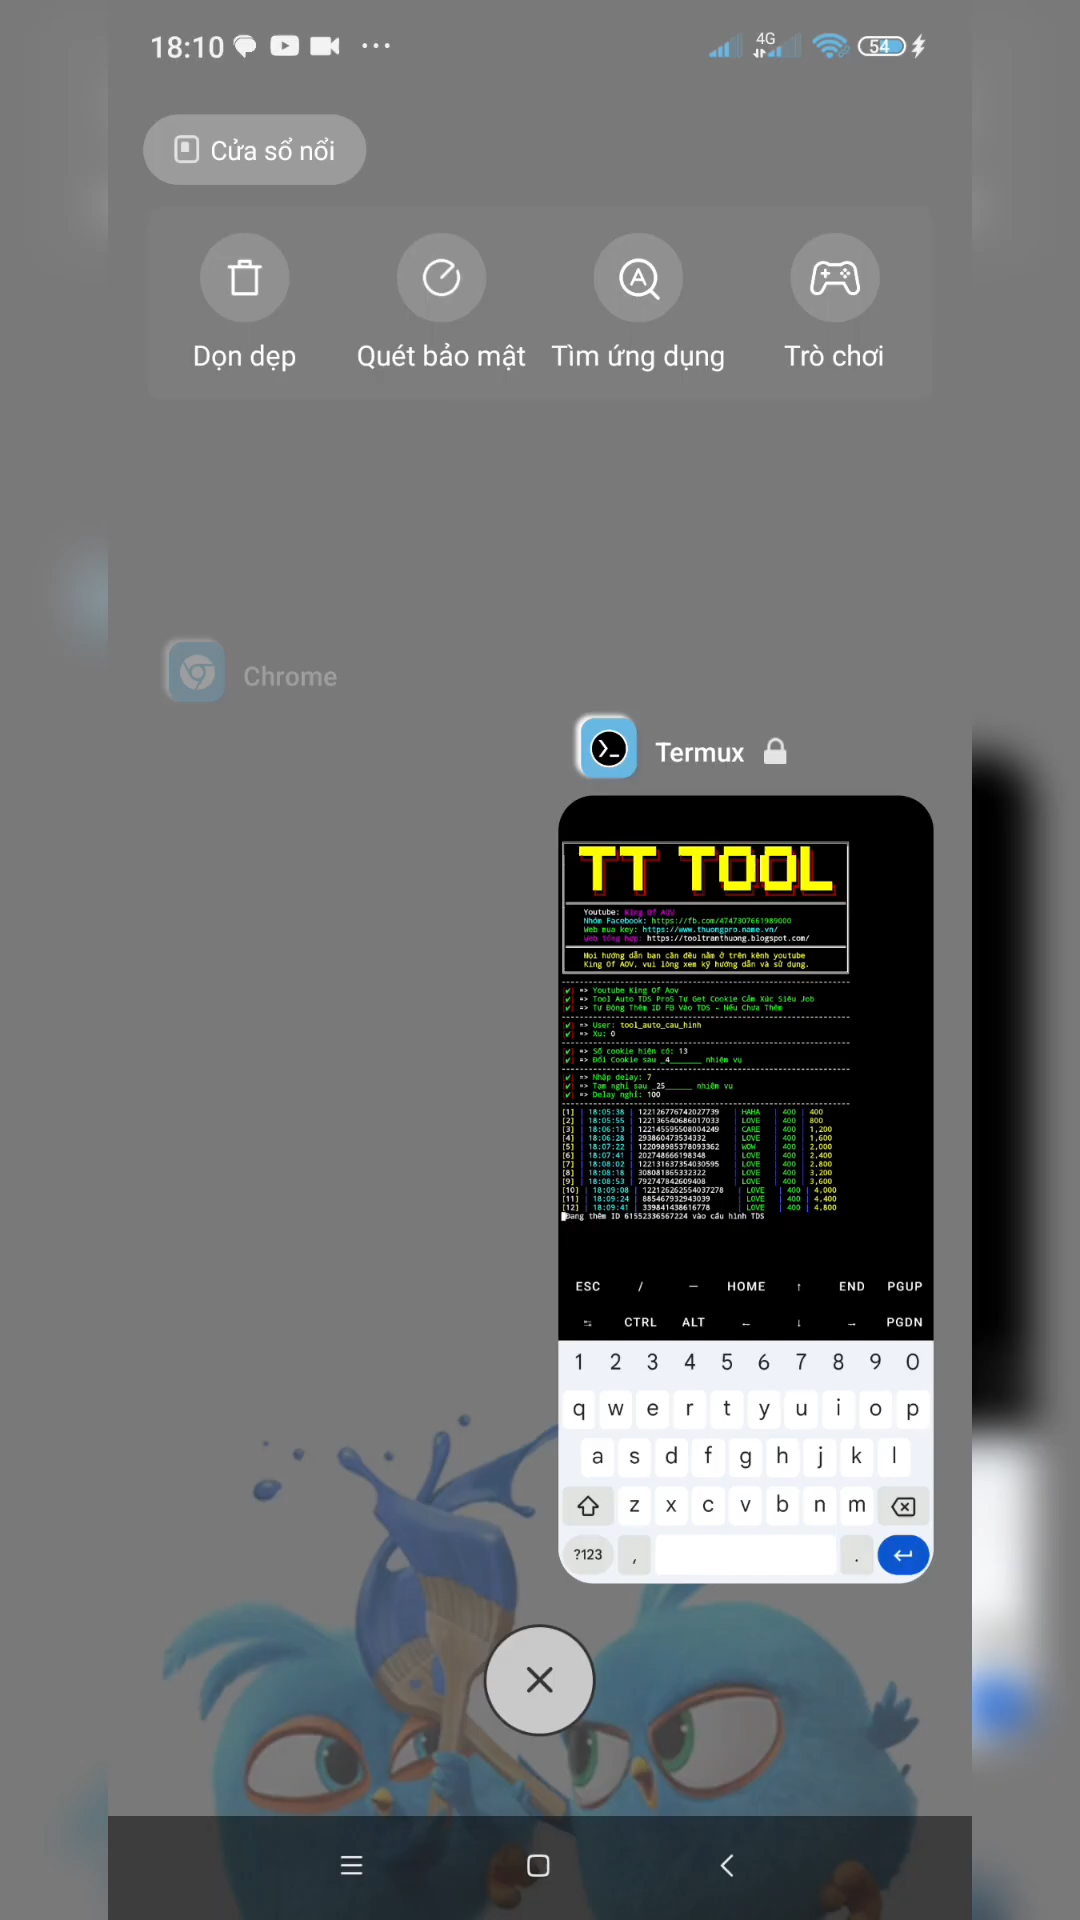 18:10
4G
54
Cửa sổ nổi
Dọn dẹp
Quét bảo mật
Tìm ứng dụng
Trò chơi
Chrome
Termux
TT TOOL
Youtube: King Of AOV
Nhóm Facebook: https://fb.com/4747307661989000
Web mua key: https://www.thuongpro.name.vn/
Web tổng hợp: https://tooltranthuong.blogspot.com/
Mọi hướng dẫn bạn cần đều nằm ở trên kênh youtube
King Of AOV, vui lòng xem kỹ hướng dẫn và sử dụng.
[✔] => Youtube King Of Aov
[✔] => Tool Auto TDS Pro5 Tự Get Cookie Cảm Xúc Siêu Job
[✔] => Tự Động Thêm ID FB Vào TDS - Nếu Chưa Thêm
[✔] => User: tool_auto_cau_hinh
[✔] => Xu: 0
[✔] => Số cookie hiện có: 13
[✔] => Đổi Cookie sau _4______ nhiệm vụ
[✔] => Nhập delay: 7
[✔] => Tạm nghỉ sau _25______ nhiệm vụ
[✔] => Delay nghỉ: 100
[1] | 18:05:38 | 122126776742027739 | HAHA | 400 | 400
[2] | 18:05:55 | 122136540686017033 | LOVE | 400 | 800
[3] | 18:06:13 | 122145595508004249 | CARE | 400 | 1,200
[4] | 18:06:28 | 293860473534332 | LOVE | 400 | 1,600
[5] | 18:07:22 | 122098985378093362 | WOW | 400 | 2,000
[6] | 18:07:41 | 202748666198348 | LOVE | 400 | 2,400
[7] | 18:08:02 | 122131637354030595 | LOVE | 400 | 2,800
[8] | 18:08:18 | 308081865332322 | LOVE | 400 | 3,200
[9] | 18:08:53 | 792747842609408 | LOVE | 400 | 3,600
[10] | 18:09:08 | 122126262554037278 | LOVE | 400 | 4,000
[11] | 18:09:24 | 885467932943039 | LOVE | 400 | 4,400
[12] | 18:09:41 | 339841438616778 | LOVE | 400 | 4,800
Đang thêm ID 61552336567224 vào cấu hình TDS
ESC / — HOME ↑ END PGUP
↹ CTRL ALT ← ↓ → PGDN
1 2 3 4 5 6 7 8 9 0
q w e r t y u i o p
a s d f g h j k l
z x c v b n m
?123 , .